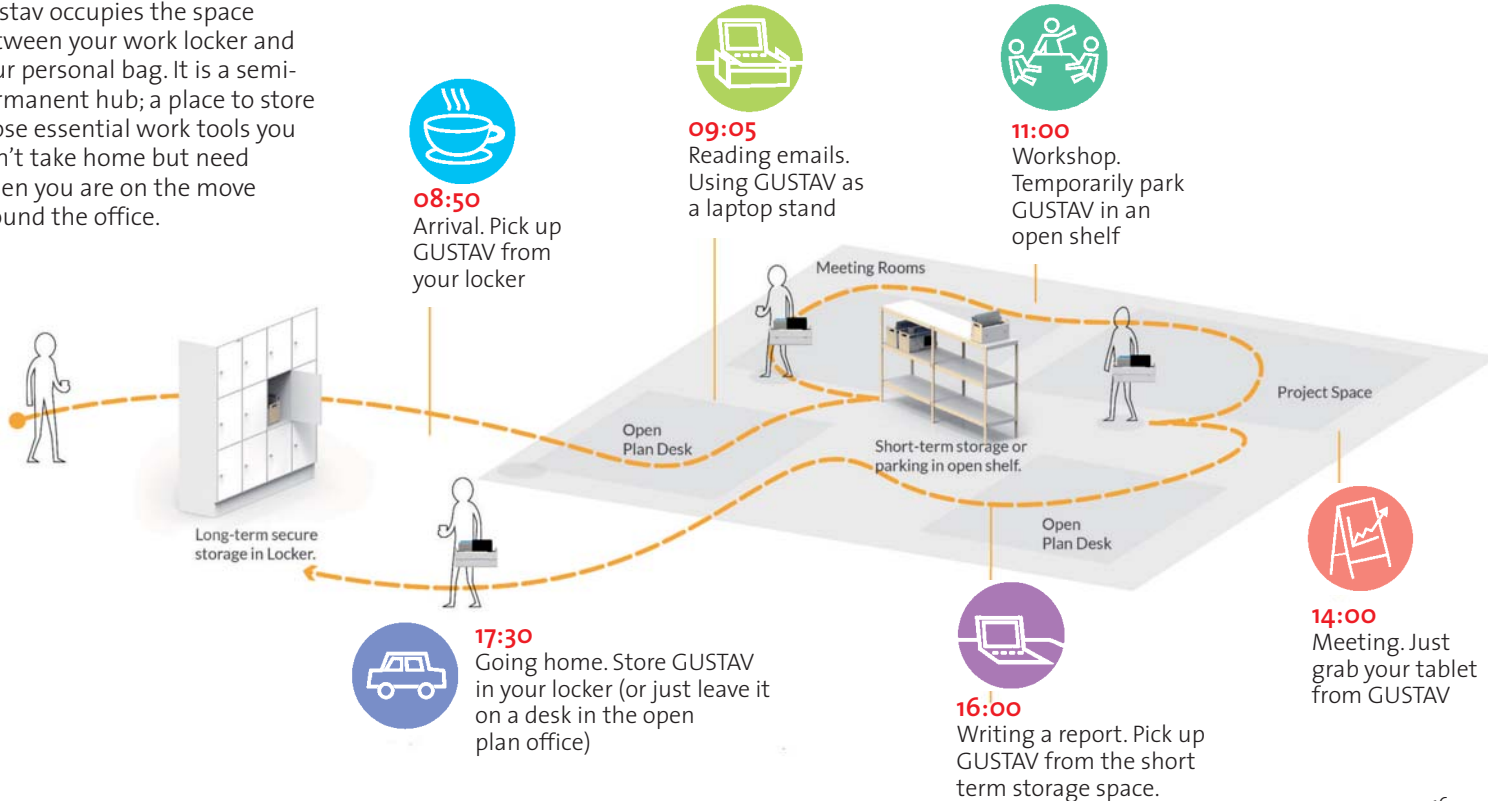 stav occupies the space
tween your work locker and
ur personal bag. It is a semi-
rmanent hub; a place to store
ose essential work tools you
n't take home but need
en you are on the move
ound the office.
08:50
Arrival. Pick up
GUSTAV from
your locker
09:05
Reading emails.
Using GUSTAV as
a laptop stand
11:00
Workshop.
Temporarily park
GUSTAV in an
open shelf
Meeting Rooms
Project Space
Open
Plan Desk
Short-term storage or
parking in open shelf.
Long-term secure
storage in Locker.
Open
Plan Desk
14:00
Meeting. Just
grab your tablet
from GUSTAV
17:30
Going home. Store GUSTAV
in your locker (or just leave it
on a desk in the open
plan office)
16:00
Writing a report. Pick up
GUSTAV from the short
term storage space.